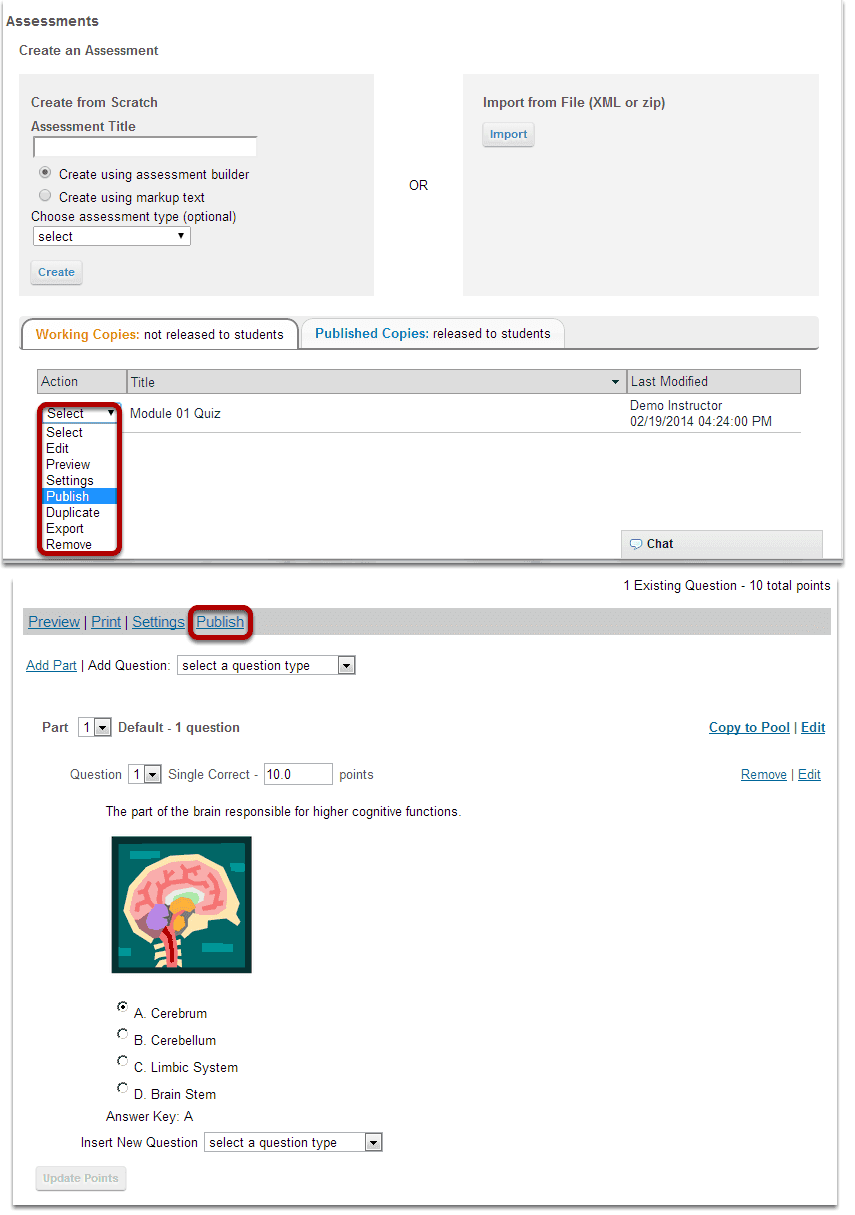 Assessments
Create an Assessment
Create from Scratch
Assessment Title
Create using assessment builder
Create using markup text
Choose assessment type (optional)
select
Create
OR
Import from File (XML or zip)
Import
Working Copies: not released to students
Published Copies: released to students
Action Title Last Modified
Select Module 01 Quiz Demo Instructor
02/19/2014 04:24:00 PM
Select
Edit
Preview
Settings
Publish
Duplicate
Export
Remove
Chat
1 Existing Question - 10 total points
Preview | Print | Settings Publish
Add Part | Add Question: select a question type
Part 1 Default - 1 question Copy to Pool | Edit
Question 1 Single Correct - 10.0 points Remove | Edit
The part of the brain responsible for higher cognitive functions.
A. Cerebrum
B. Cerebellum
C. Limbic System
D. Brain Stem
Answer Key: A
Insert New Question select a question type
Update Points